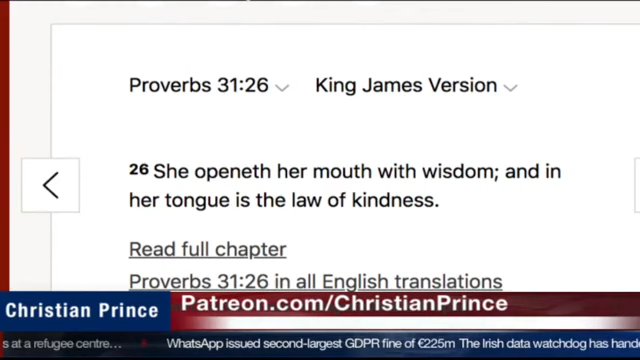 Proverbs 31:26 King James Version
26 She openeth her mouth with wisdom; and in
her tongue is the law of kindness.
Read full chapter
Proverbs 31:26 in all English translations
Christian Prince Patreon.com/ChristianPrince
s at a refugee centre... WhatsApp issued second-largest GDPR fine of €225m The Irish data watchdog has hand